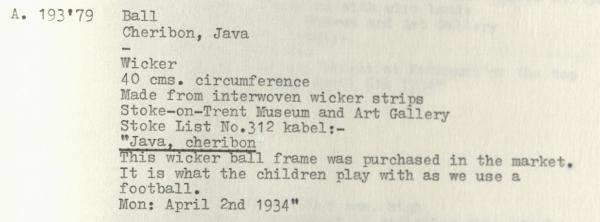 A. 193'79 Ball
Cheribon, Java
-
Wicker
40 cms. circumference
Made from interwoven wicker strips
Stoke-on-Trent Museum and Art Gallery
Stoke List No.312 kabel:-
"Java, cheribon
This wicker ball frame was purchased in the market.
It is what the children play with as we use a
football.
Mon: April 2nd 1934"